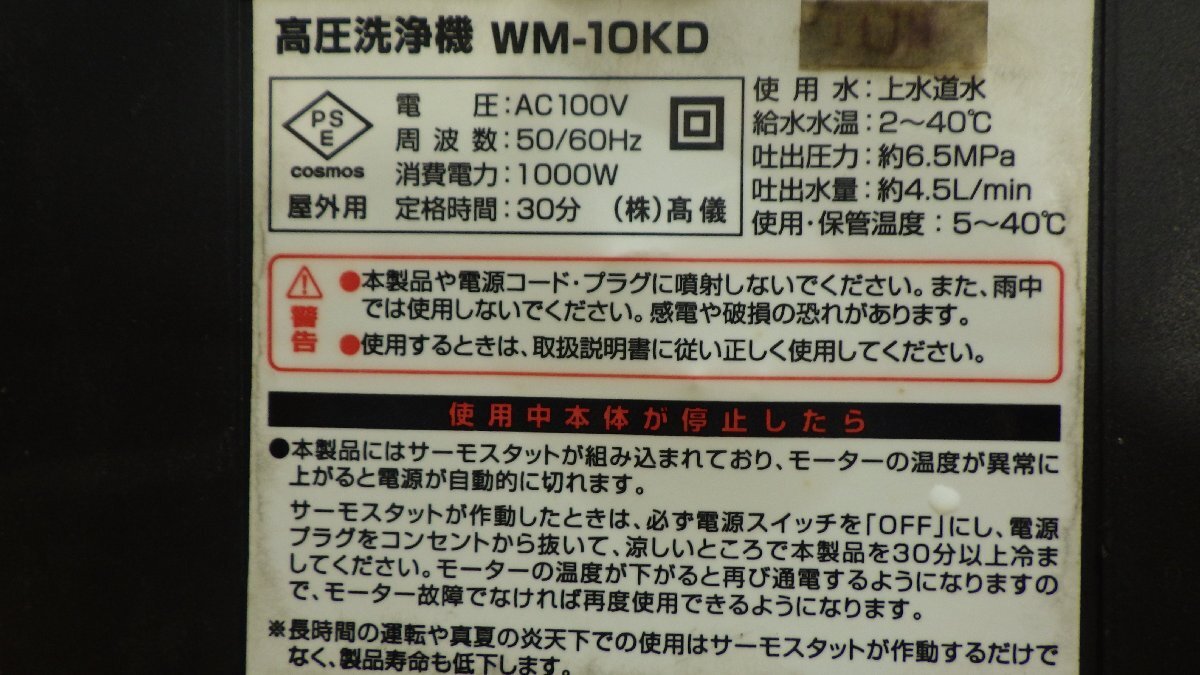 高圧洗浄機 WM-10KD
PS
E
cosmos
屋外用
電圧:AC100V
周波数:50/60Hz
消費電力:1000W
定格時間:30分 (株)髙儀
使用水:上水道水
給水水温:2〜40℃
吐出圧力:約6.5MPa
吐出水量:約4.5L/min
使用・保管温度:5〜40℃
警告
●本製品や電源コード・プラグに噴射しないでください。また、雨中
では使用しないでください。感電や破損の恐れがあります。
●使用するときは、取扱説明書に従い正しく使用してください。
使用中本体が停止したら
●本製品にはサーモスタットが組み込まれており、モーターの温度が異常に
上がると電源が自動的に切れます。
サーモスタットが作動したときは、必ず電源スイッチを「OFF」にし、電源
プラグをコンセントから抜いて、涼しいところで本製品を30分以上冷ま
してください。モーターの温度が下がると再び通電するようになりますの
で、モーター故障でなければ再度使用できるようになります。
※長時間の運転や真夏の炎天下での使用はサーモスタットが作動するだけで
なく、製品寿命も低下します。